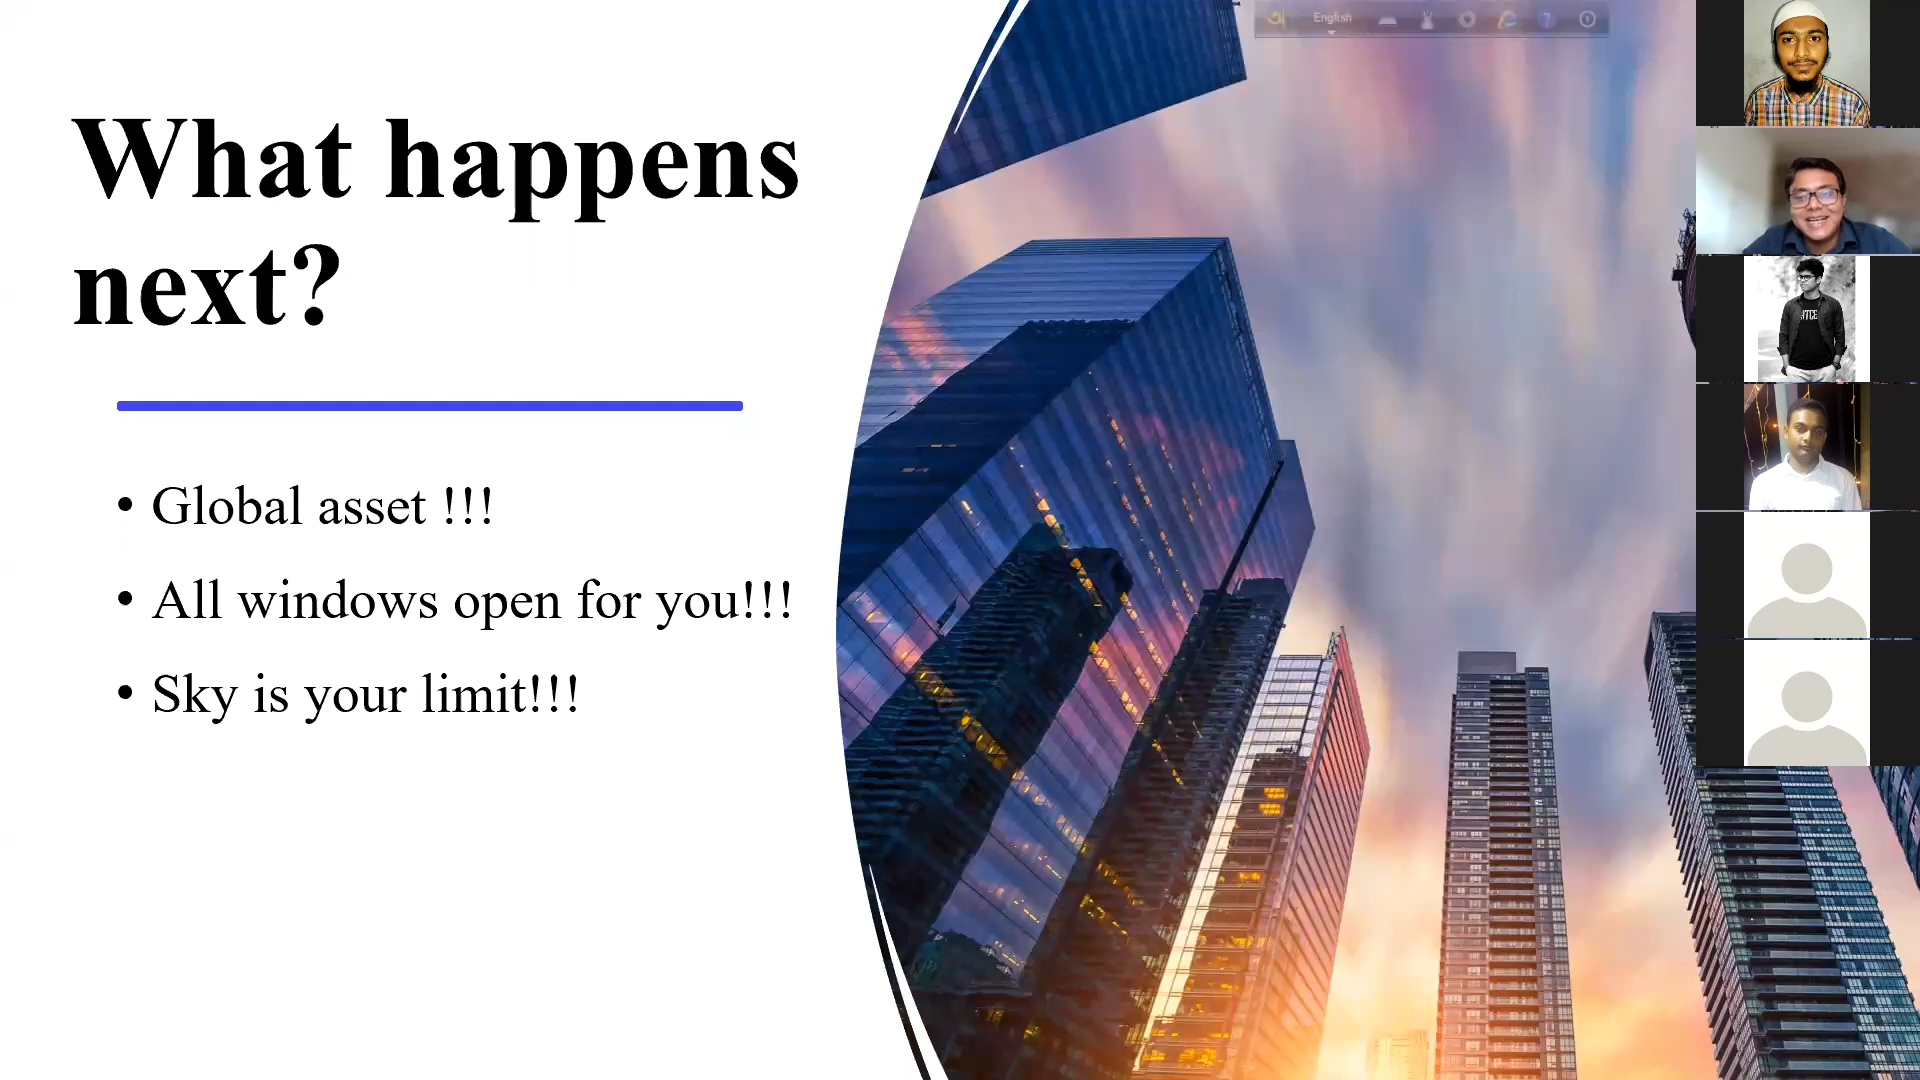 English
What happens
next?
• Global asset !!!
• All windows open for you!!!
• Sky is your limit!!!